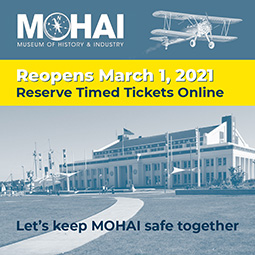 MOHAI
MUSEUM OF HISTORY & INDUSTRY
Reopens March 1, 2021
Reserve Timed Tickets Online
Let's keep MOHAI safe together